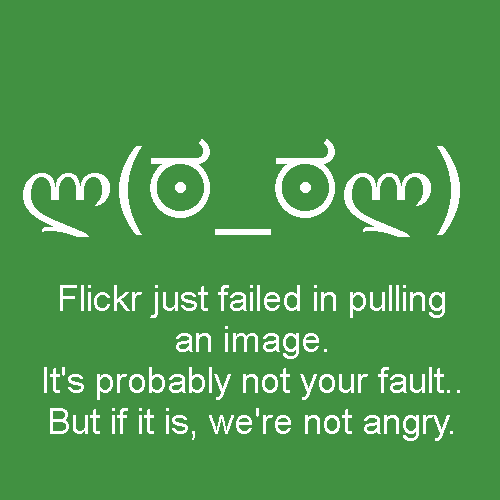 ლ(ಠ_ಠლ)
Flickr just failed in pulling
an image.
It's probably not your fault..
But if it is, we're not angry.